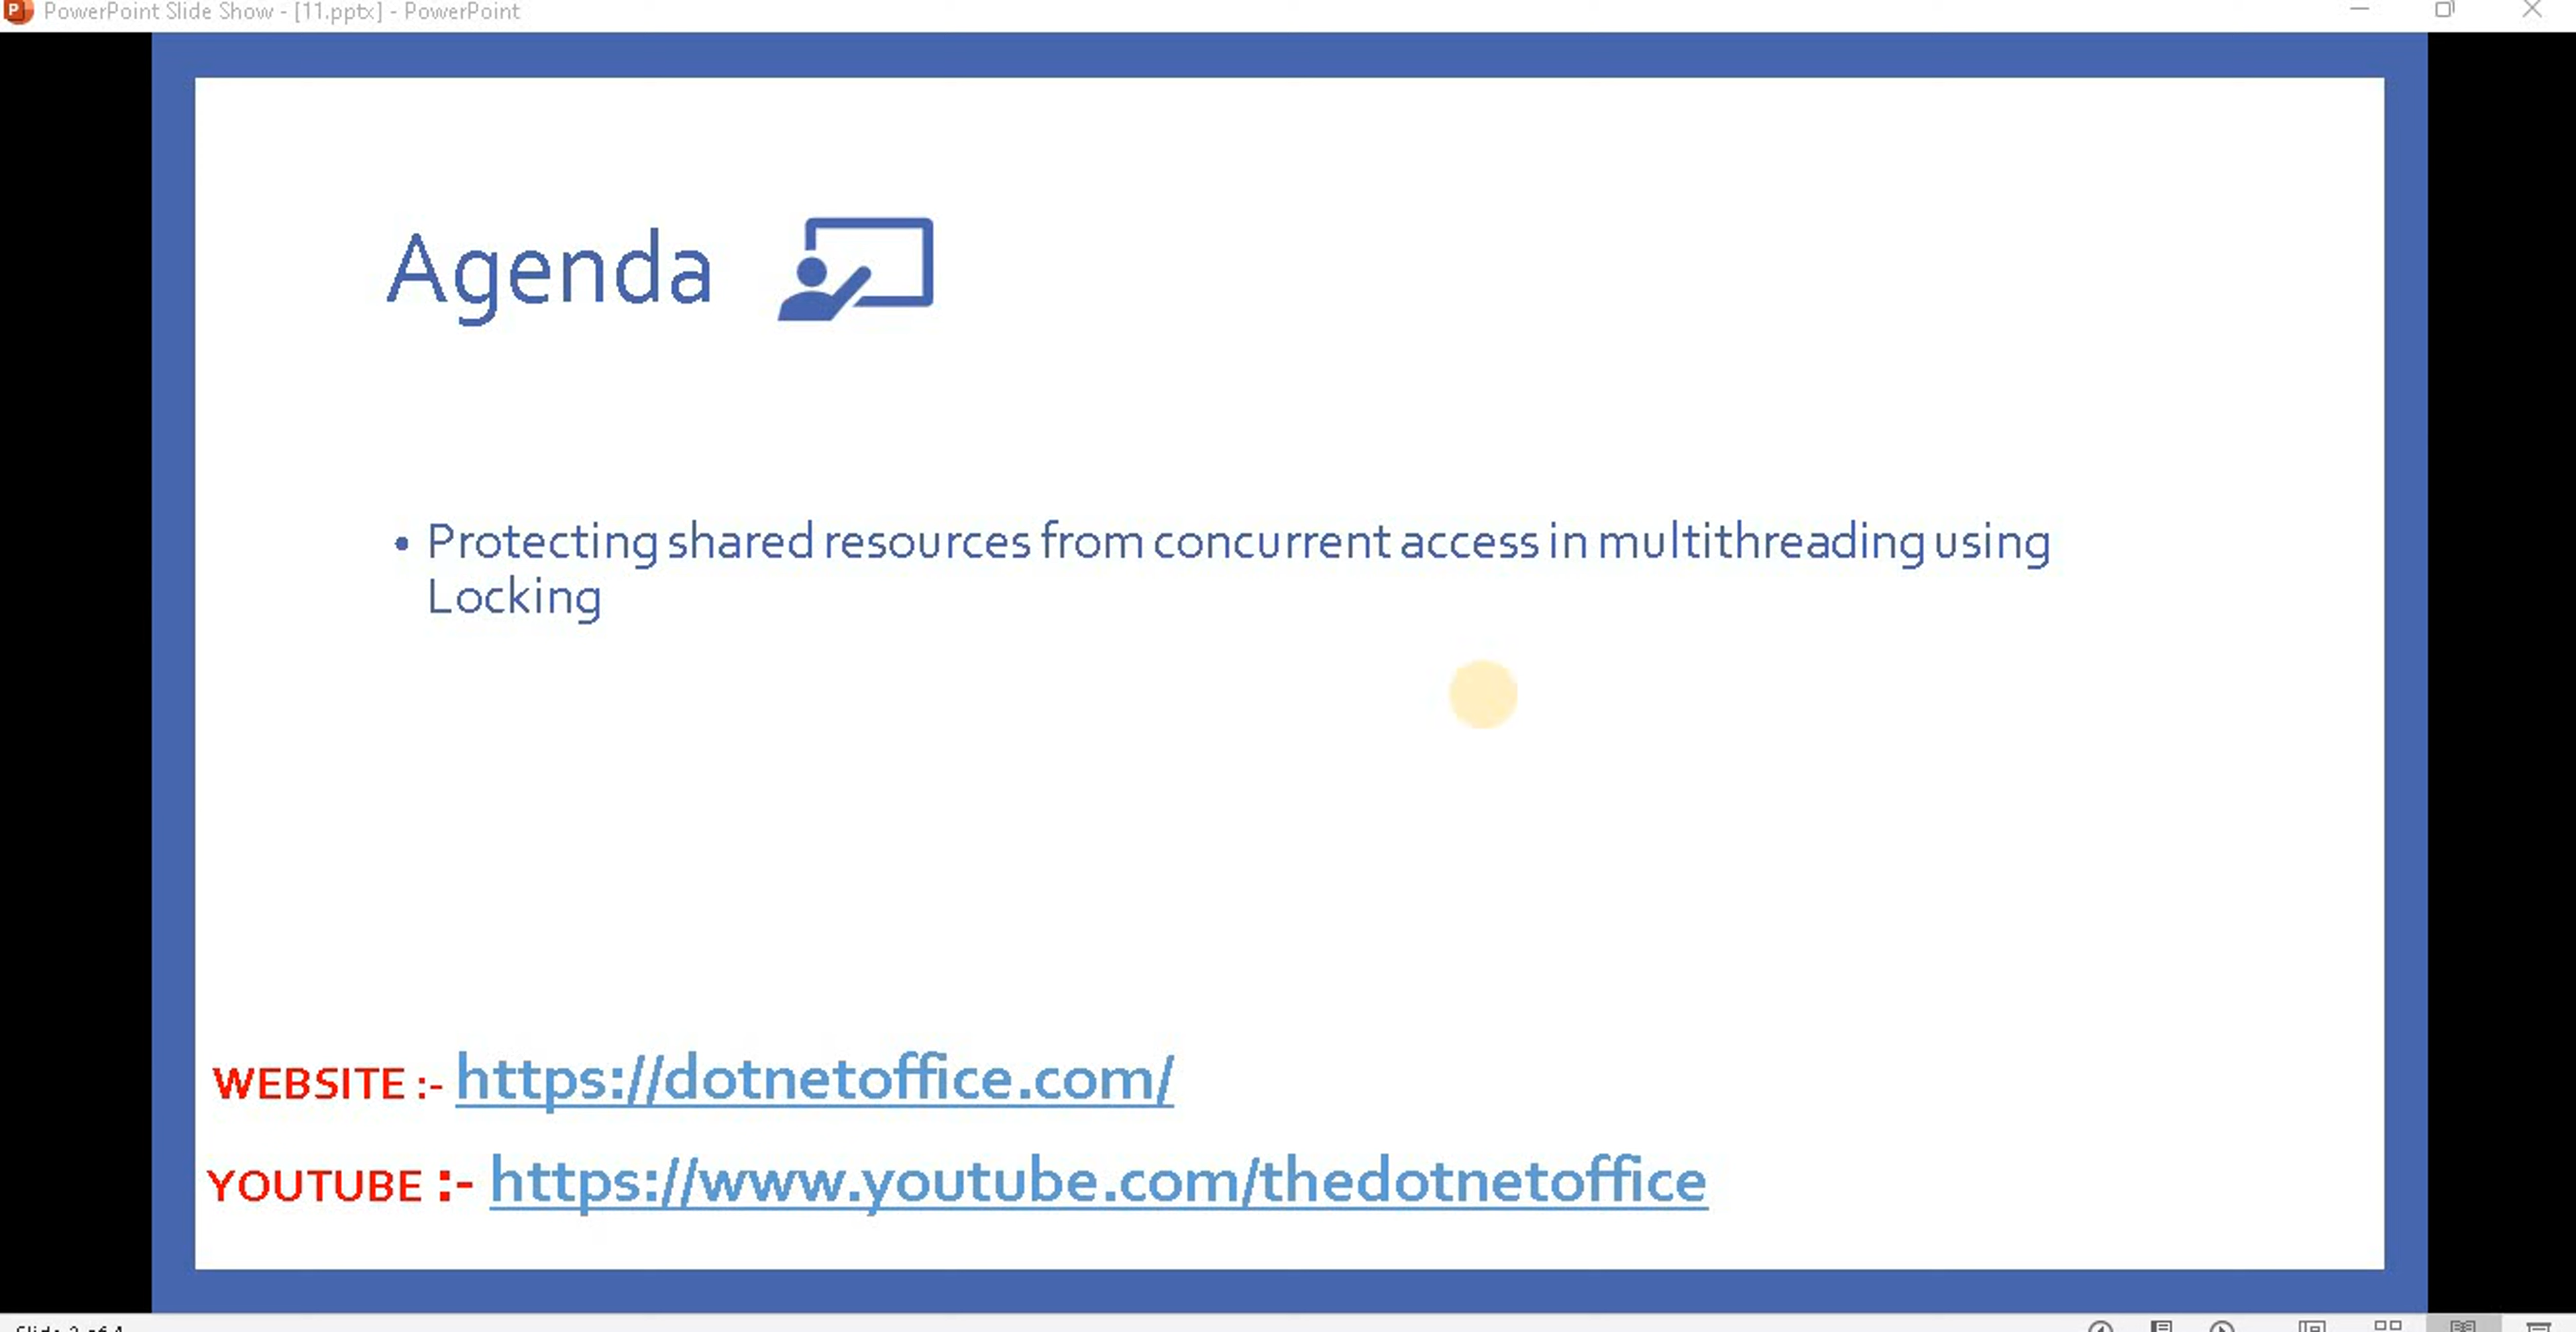 PowerPoint Slide Show - [11.pptx] - PowerPoint
Agenda
• Protecting shared resources from concurrent access in multithreading using
Locking
WEBSITE :- https://dotnetoffice.com/
YOUTUBE :- https://www.youtube.com/thedotnetoffice